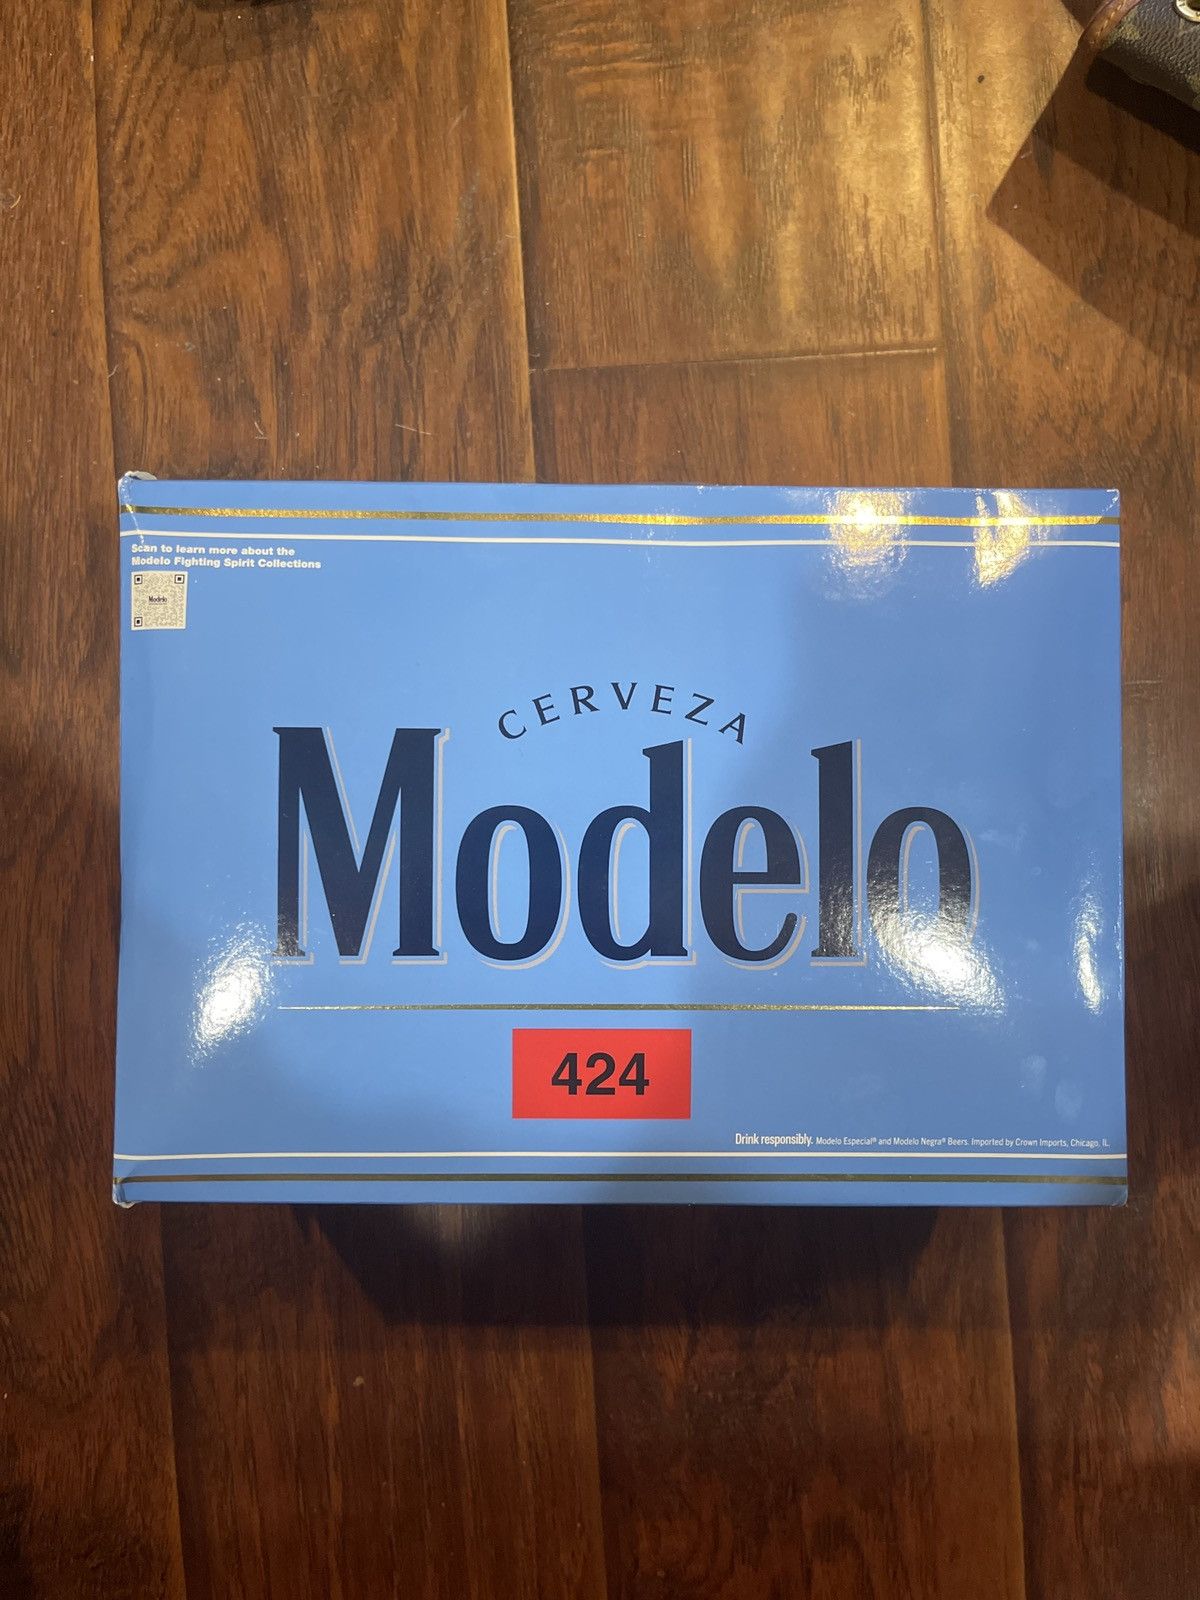 Scan to learn more about the
Modelo Fighting Spirit Collections
Modelo
CERVEZA
Modelo
424
Drink responsibly. Modelo Especial® and Modelo Negra® Beers. Imported by Crown Imports, Chicago, IL.